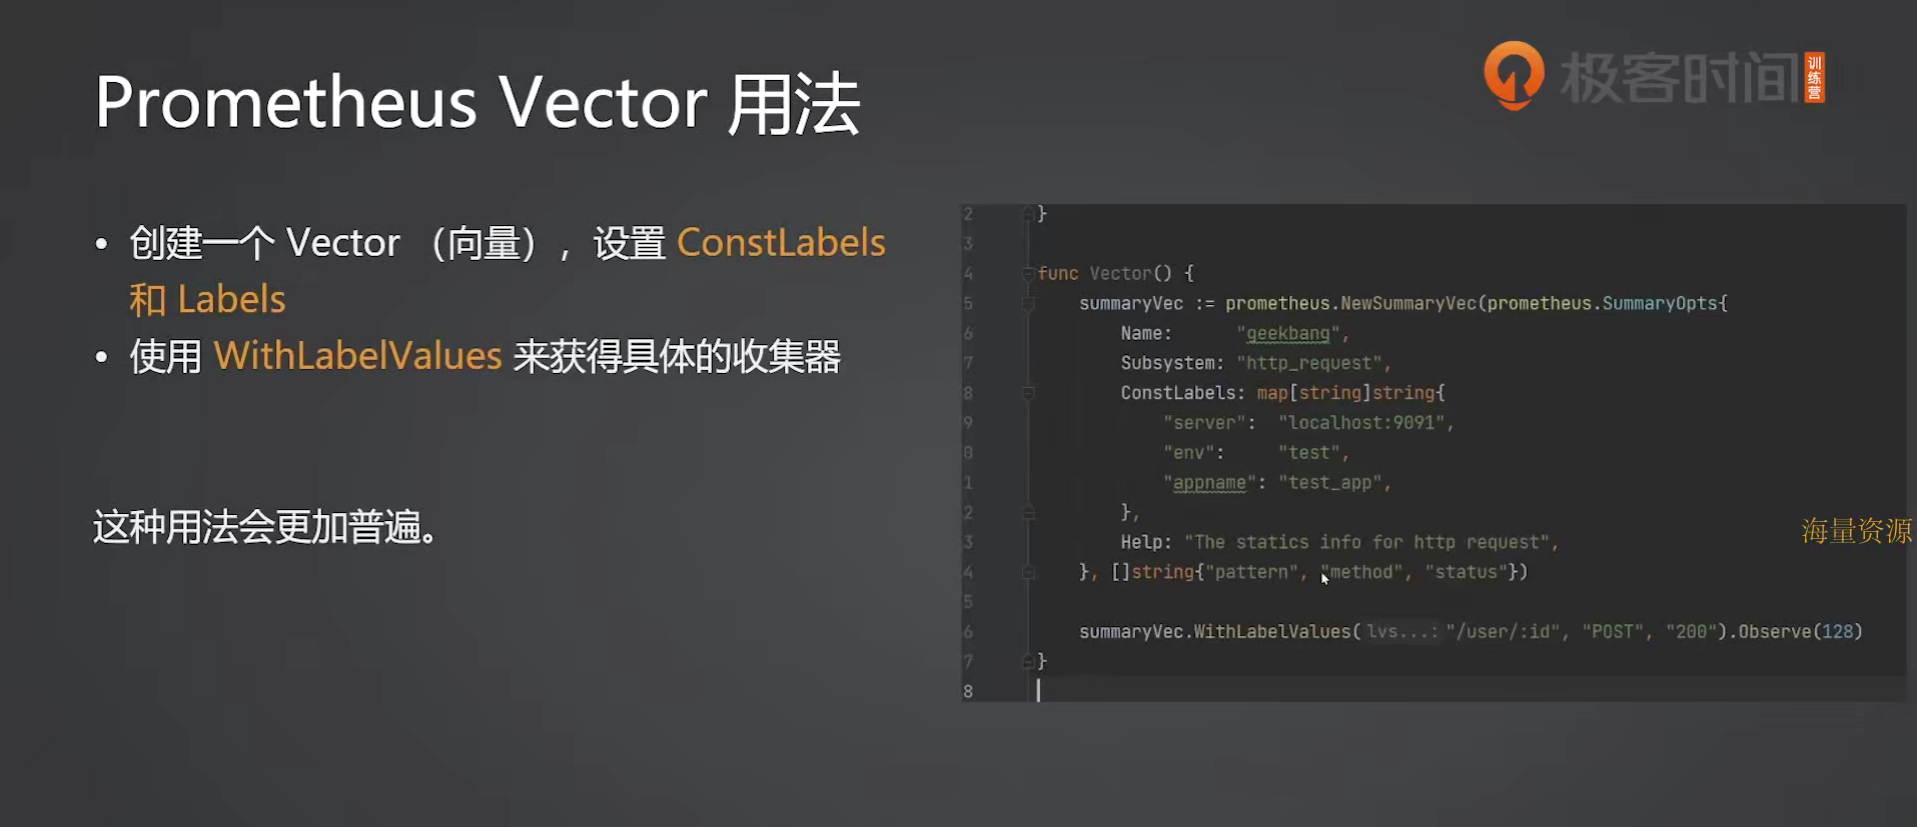 Prometheus Vector 用法
极客时间 训练营
• 创建一个 Vector （向量），设置 ConstLabels
和 Labels
• 使用 WithLabelValues 来获得具体的收集器
这种用法会更加普遍。
2 }
3
4 func Vector() {
5 summaryVec := prometheus.NewSummaryVec(prometheus.SummaryOpts{
6 Name: "geekbang",
7 Subsystem: "http_request",
8 ConstLabels: map[string]string{
9 "server": "localhost:9091",
0 "env": "test",
1 "appname": "test_app",
2 },
3 Help: "The statics info for http request",
4 }, []string{"pattern", "method", "status"})
5
6 summaryVec.WithLabelValues( lvs...: "/user/:id", "POST", "200").Observe(128)
7 }
8
海量资源